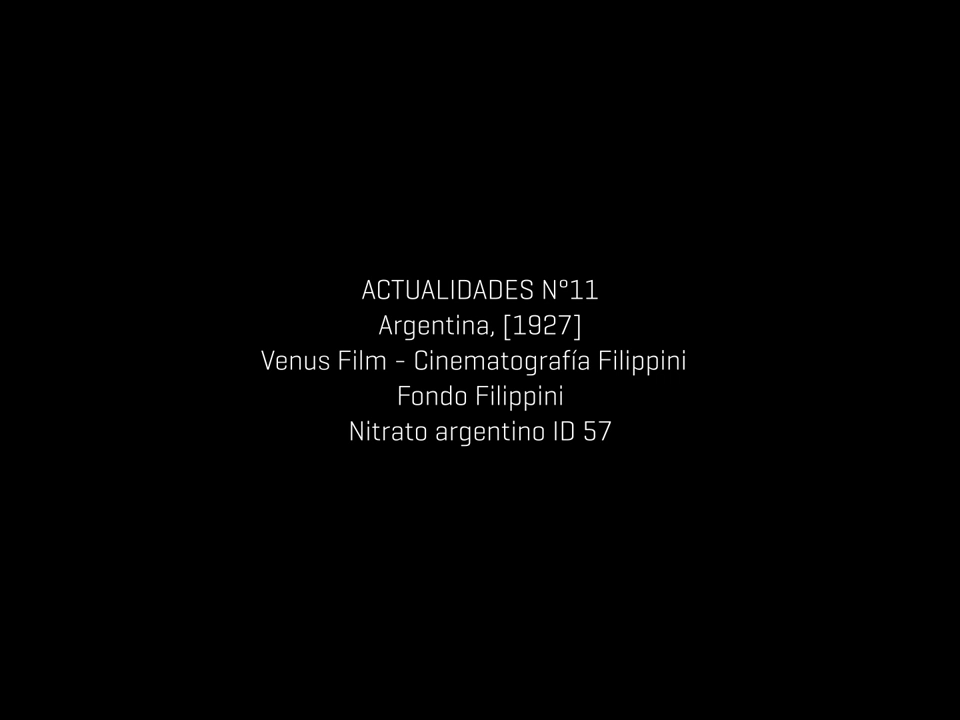 ACTUALIDADES N°11
Argentina, [1927]
Venus Film - Cinematografía Filippini
Fondo Filippini
Nitrato argentino ID 57